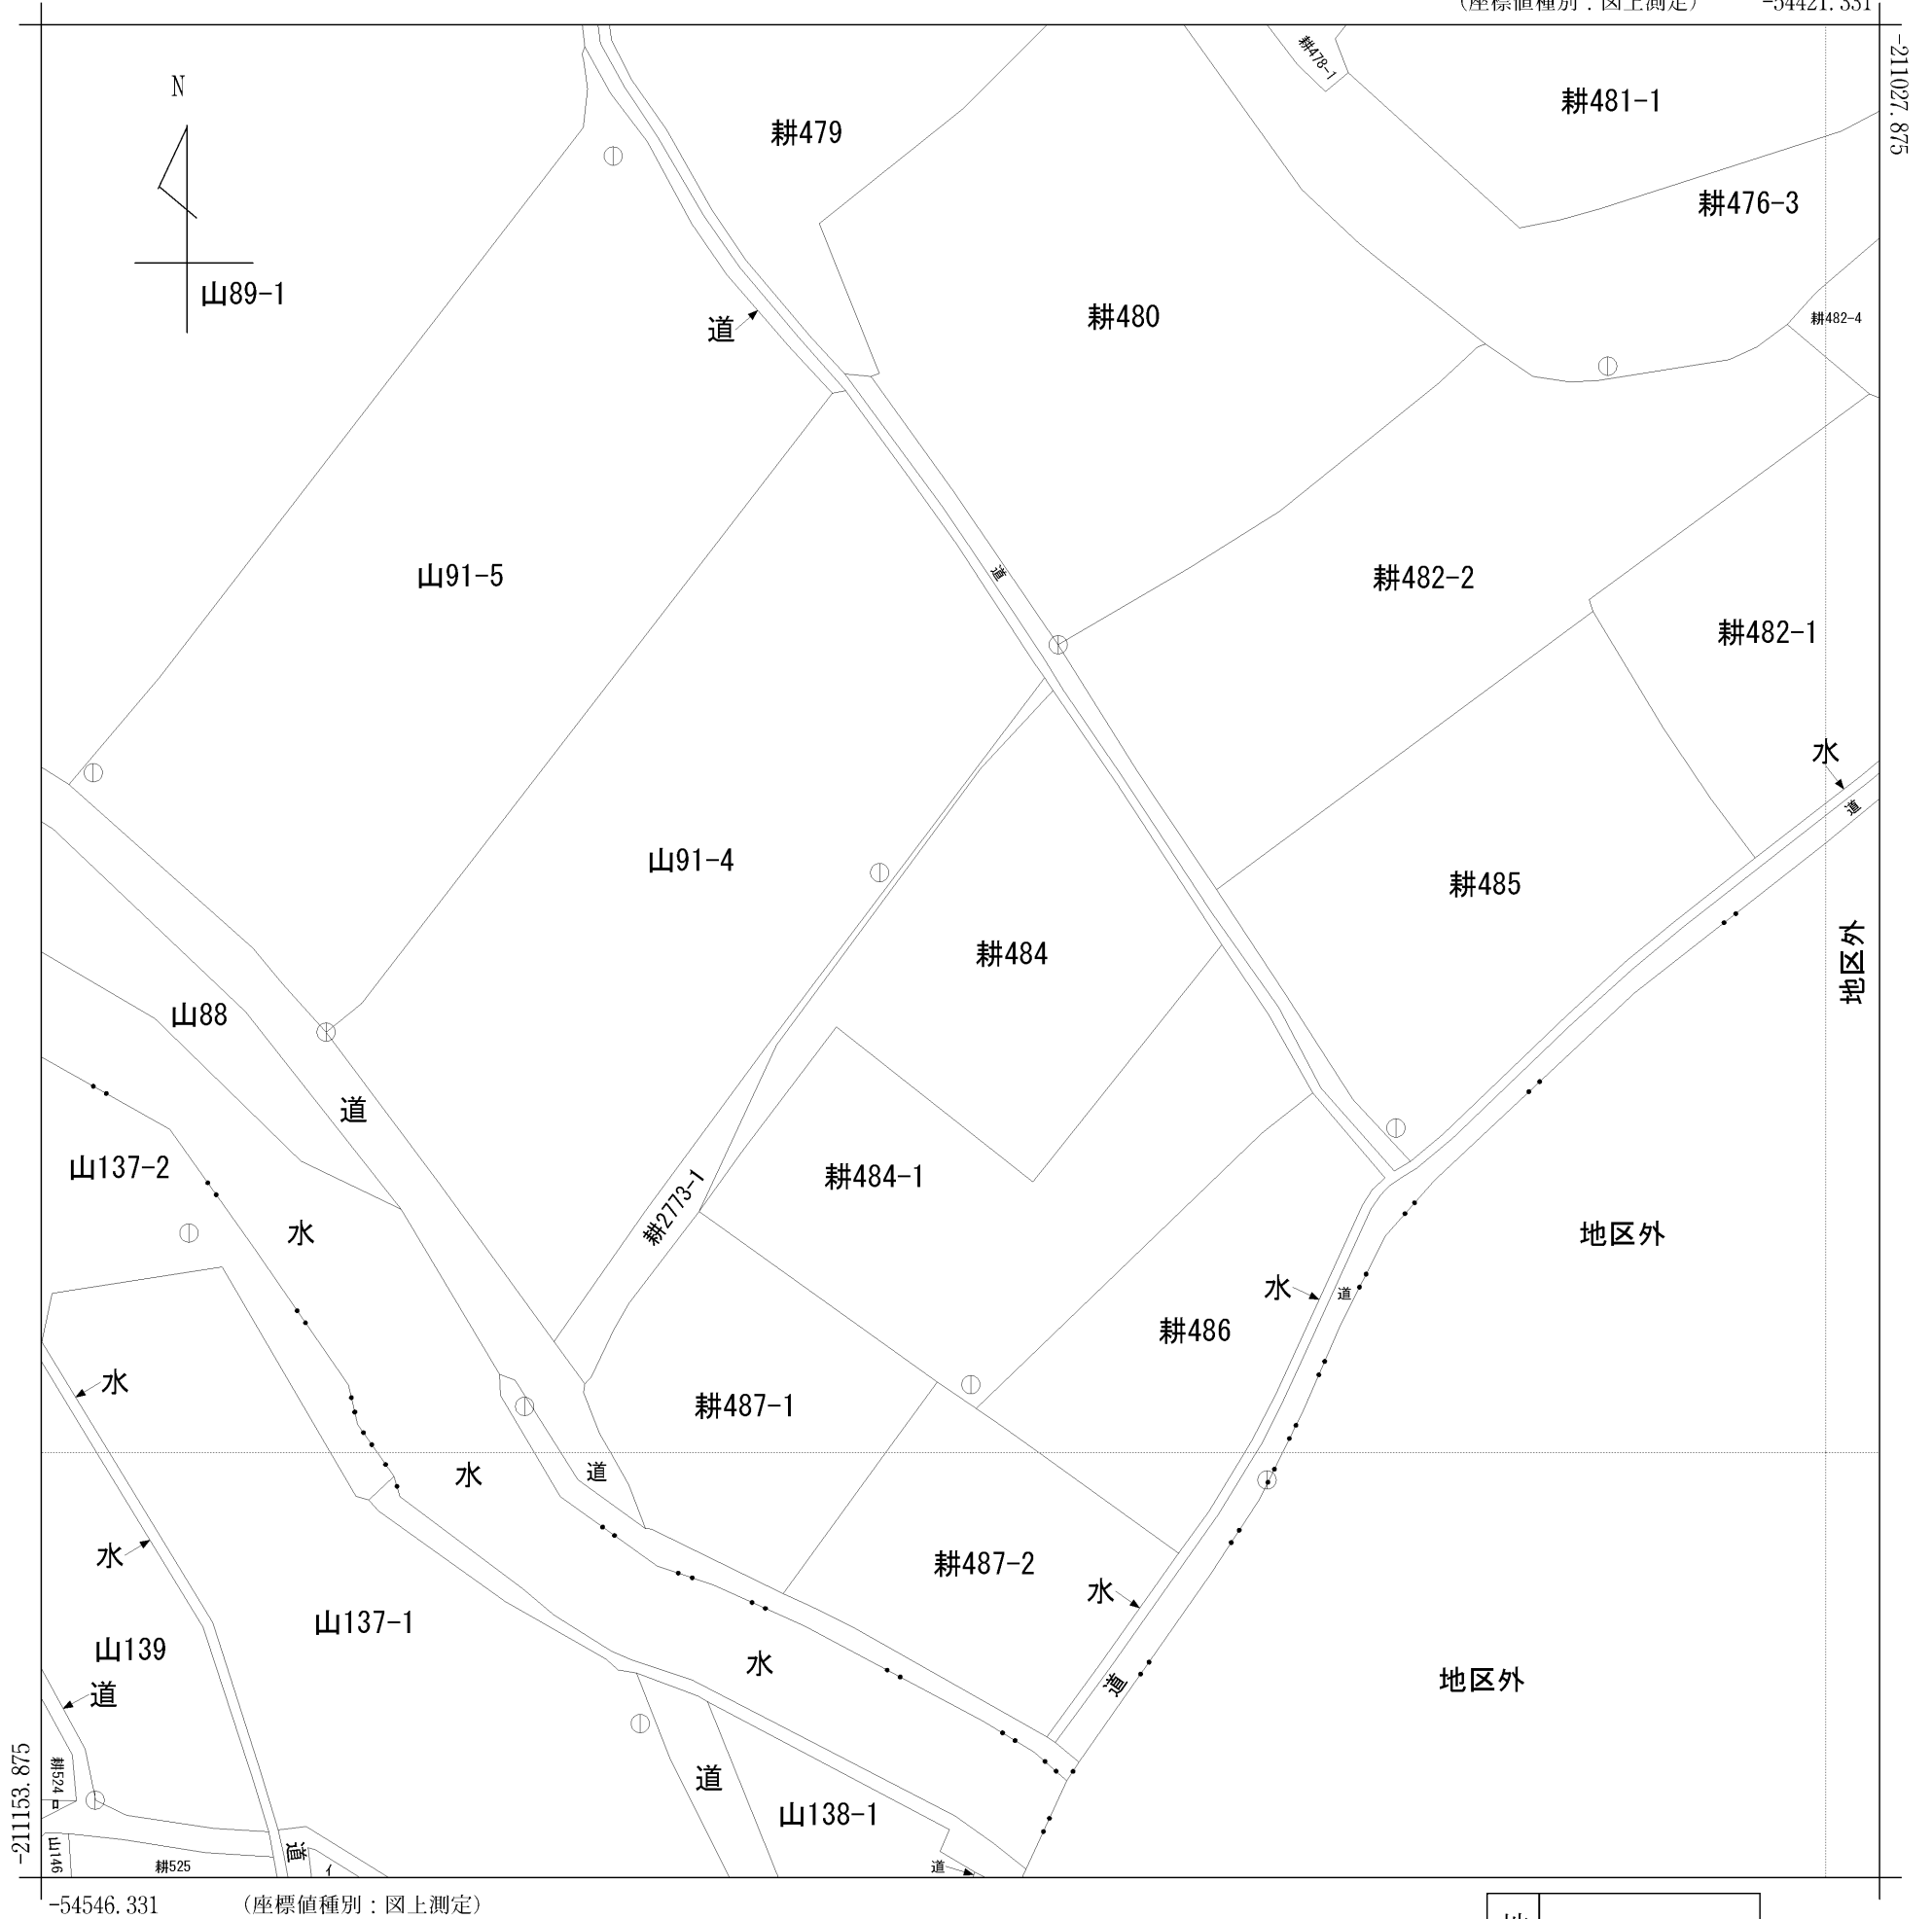 (座標値種別：図上測定)
-54421.331
-211027.875
N
耕478-1
耕481-1
耕479
耕476-3
山89-1
道
耕480
耕482-4
山91-5
道
耕482-2
耕482-1
水
道
山91-4
耕485
耕484
地区外
山88
道
山137-2
耕484-1
耕2773-1
水
地区外
水
道
耕486
水
耕487-1
水
道
水
耕487-2
水
山137-1
山139
水
道
道
地区外
耕524
ロ
道
山138-1
山146
耕525
道
イ
道
-211153.875
-54546.331
(座標値種別：図上測定)